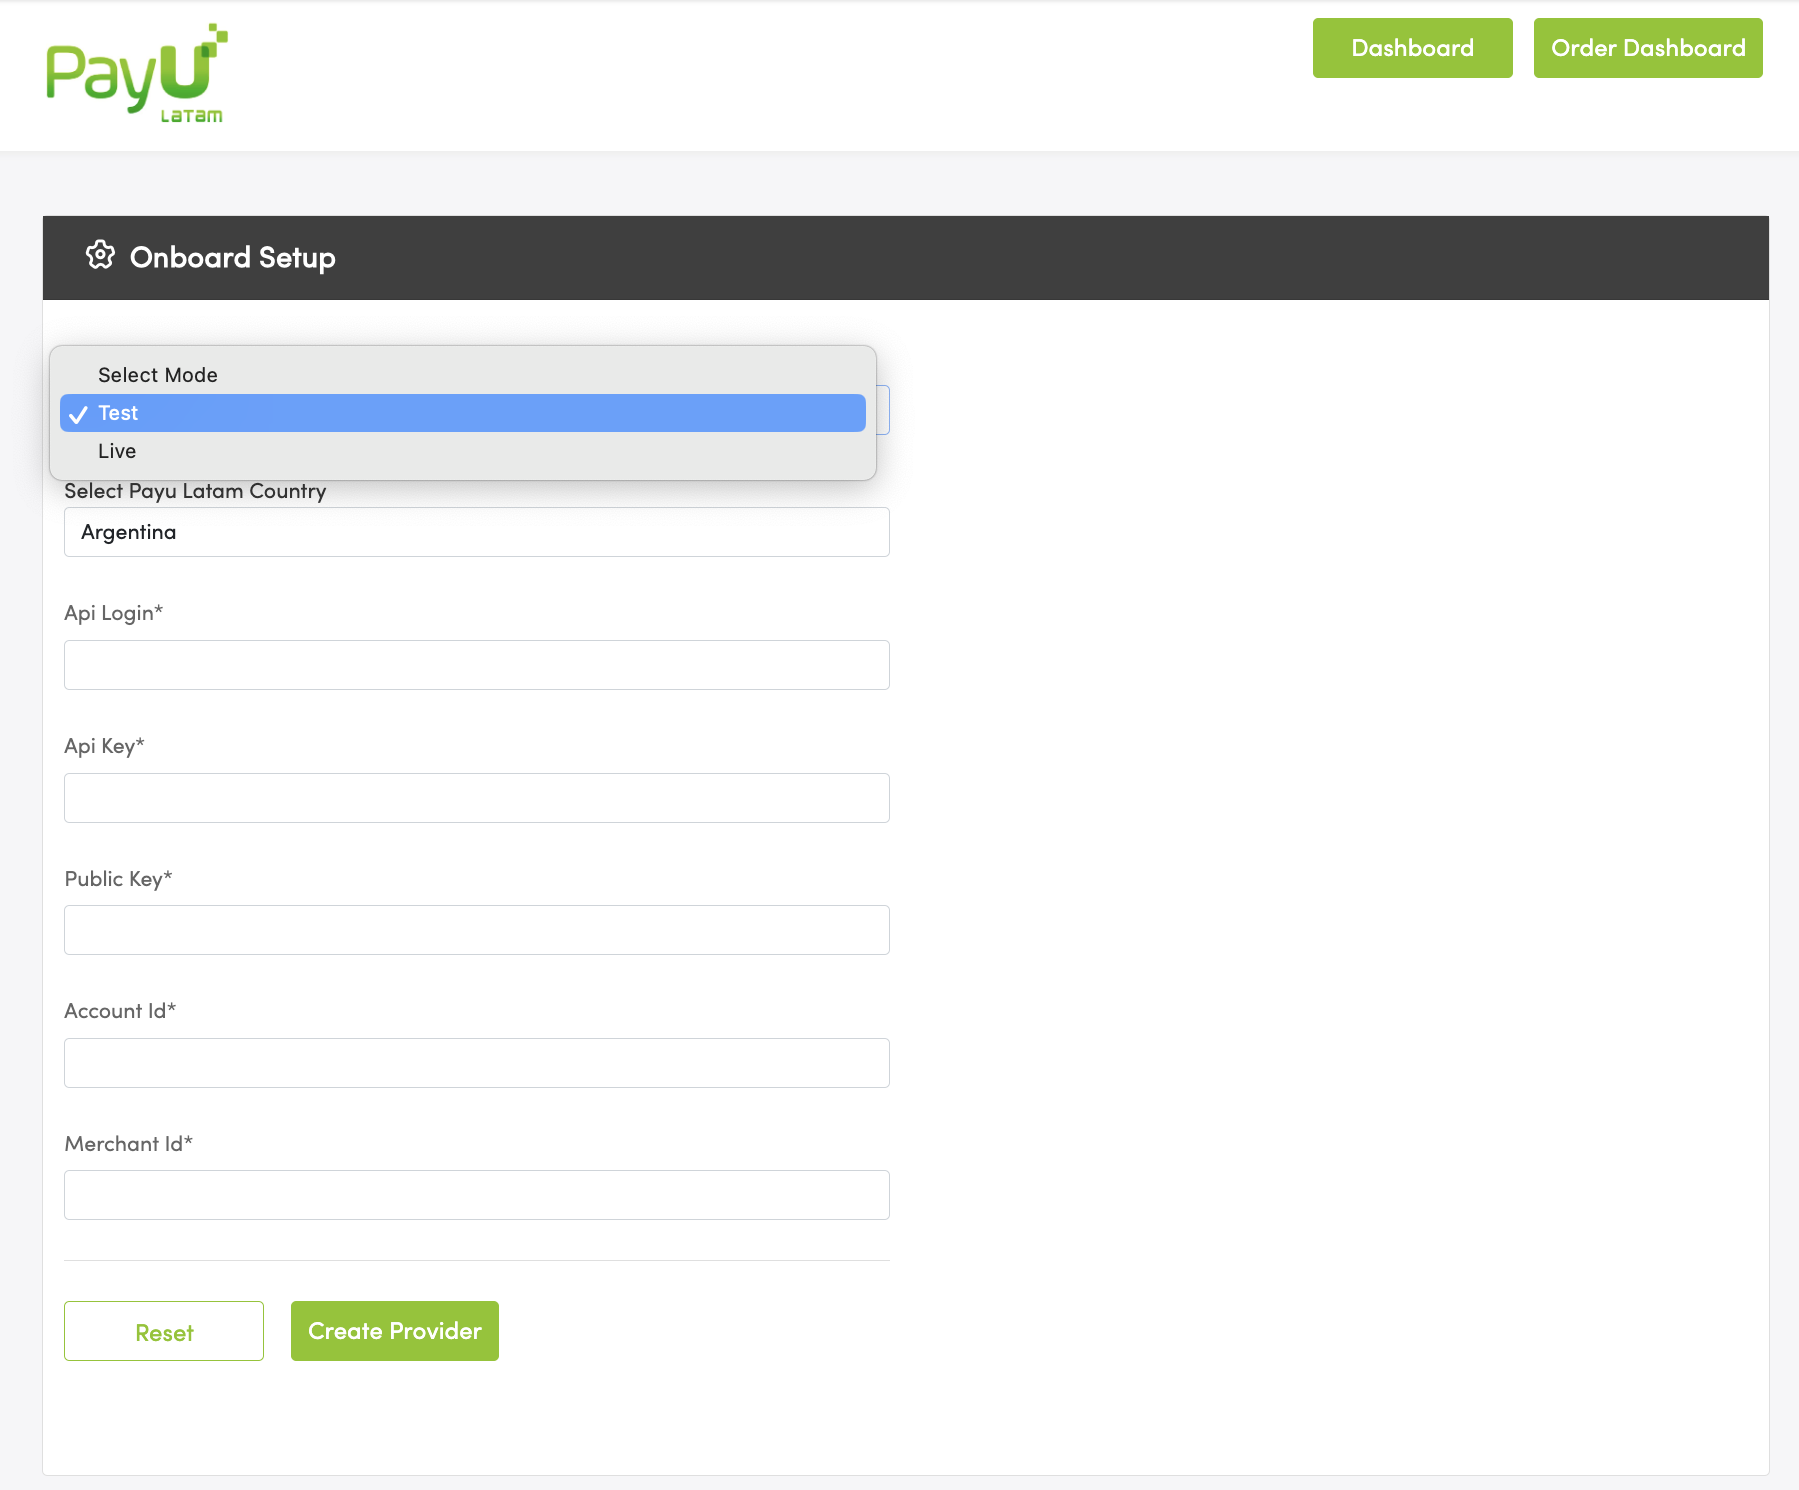 PayU
LATAM
Dashboard
Order Dashboard
Onboard Setup
Select Mode
Test
Live
Select Payu Latam Country
Argentina
Api Login*
Api Key*
Public Key*
Account Id*
Merchant Id*
Reset
Create Provider